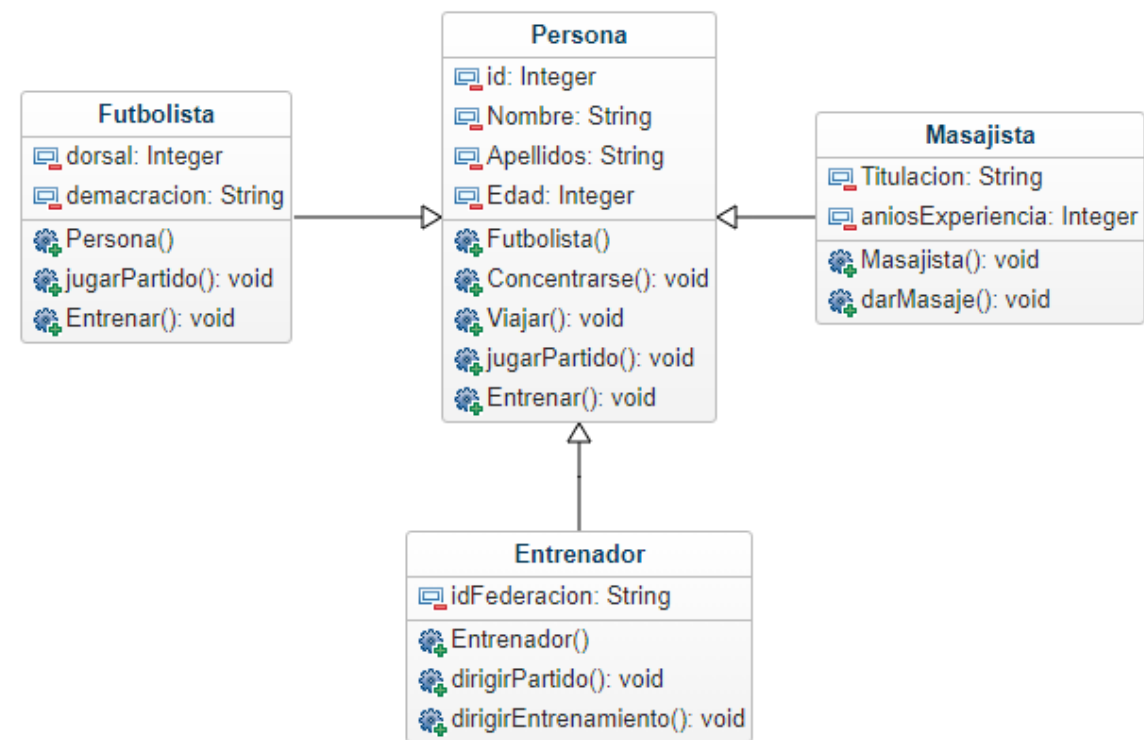 Persona
id: Integer
Nombre: String
Apellidos: String
Edad: Integer
Futbolista()
Concentrarse(): void
Viajar(): void
jugarPartido(): void
Entrenar(): void
Futbolista
dorsal: Integer
demacracion: String
Persona()
jugarPartido(): void
Entrenar(): void
Masajista
Titulacion: String
aniosExperiencia: Integer
Masajista(): void
darMasaje(): void
Entrenador
idFederacion: String
Entrenador()
dirigirPartido(): void
dirigirEntrenamiento(): void